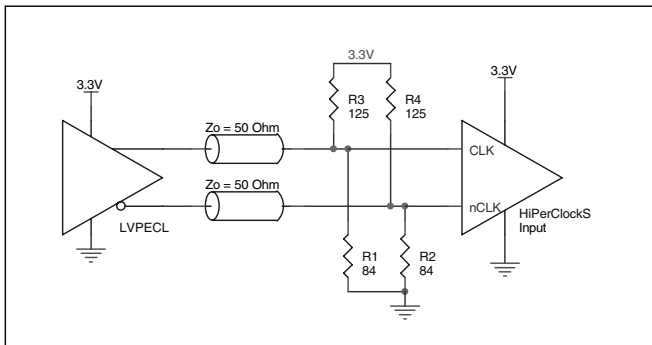 3.3V
3.3V
3.3V
R3
125
R4
125
Zo = 50 Ohm
CLK
Zo = 50 Ohm
nCLK
LVPECL
HiPerClockS
Input
R1
84
R2
84